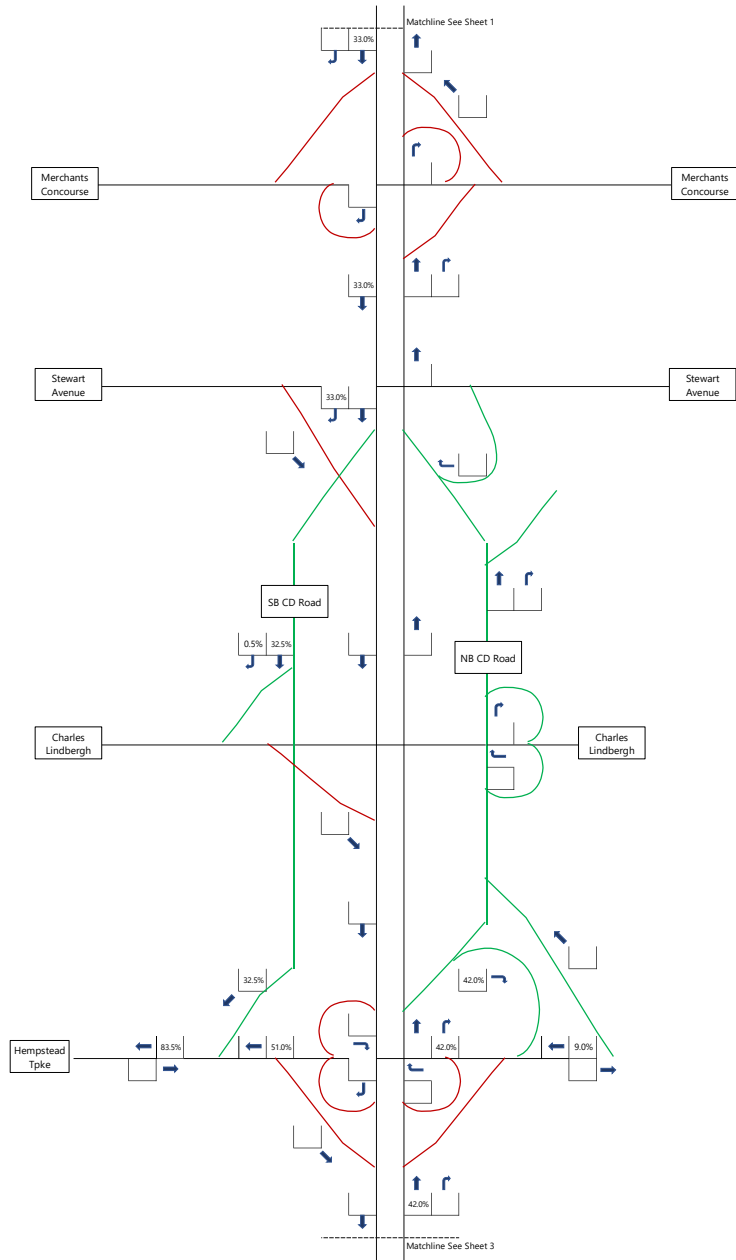 Matchline See Sheet 1
33.0%
Merchants
Concourse
Merchants
Concourse
33.0%
Stewart
Avenue
Stewart
Avenue
33.0%
SB CD Road
0.5% 32.5%
NB CD Road
Charles
Lindbergh
Charles
Lindbergh
32.5%
42.0%
Hempstead
Tpke
83.5%
51.0%
42.0%
9.0%
42.0%
Matchline See Sheet 3